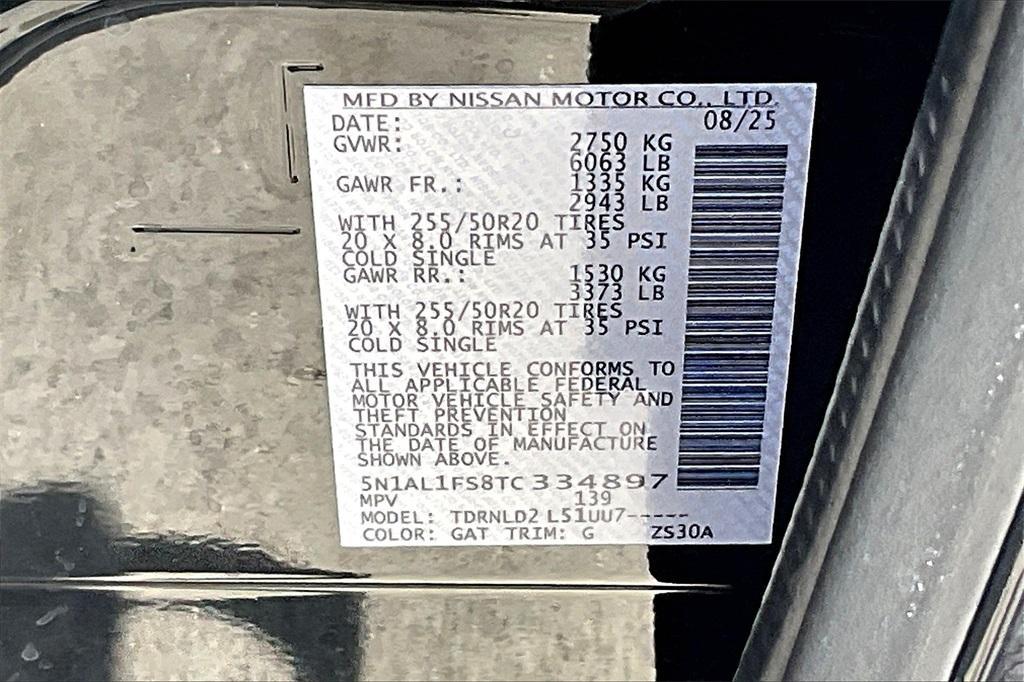 MFD BY NISSAN MOTOR CO., LTD.
DATE: 08/25
GVWR: 2750 KG
6063 LB
GAWR FR.: 1335 KG
2943 LB
WITH 255/50R20 TIRES
20 X 8.0 RIMS AT 35 PSI
COLD SINGLE
GAWR RR.: 1530 KG
3373 LB
WITH 255/50R20 TIRES
20 X 8.0 RIMS AT 35 PSI
COLD SINGLE
THIS VEHICLE CONFORMS TO
ALL APPLICABLE FEDERAL
MOTOR VEHICLE SAFETY AND
THEFT PREVENTION
STANDARDS IN EFFECT ON
THE DATE OF MANUFACTURE
SHOWN ABOVE.
5N1AL1FS8TC 334897
MPV 139
MODEL: TDRNLD2 L51UU7-----
COLOR: GAT TRIM: G ZS30A